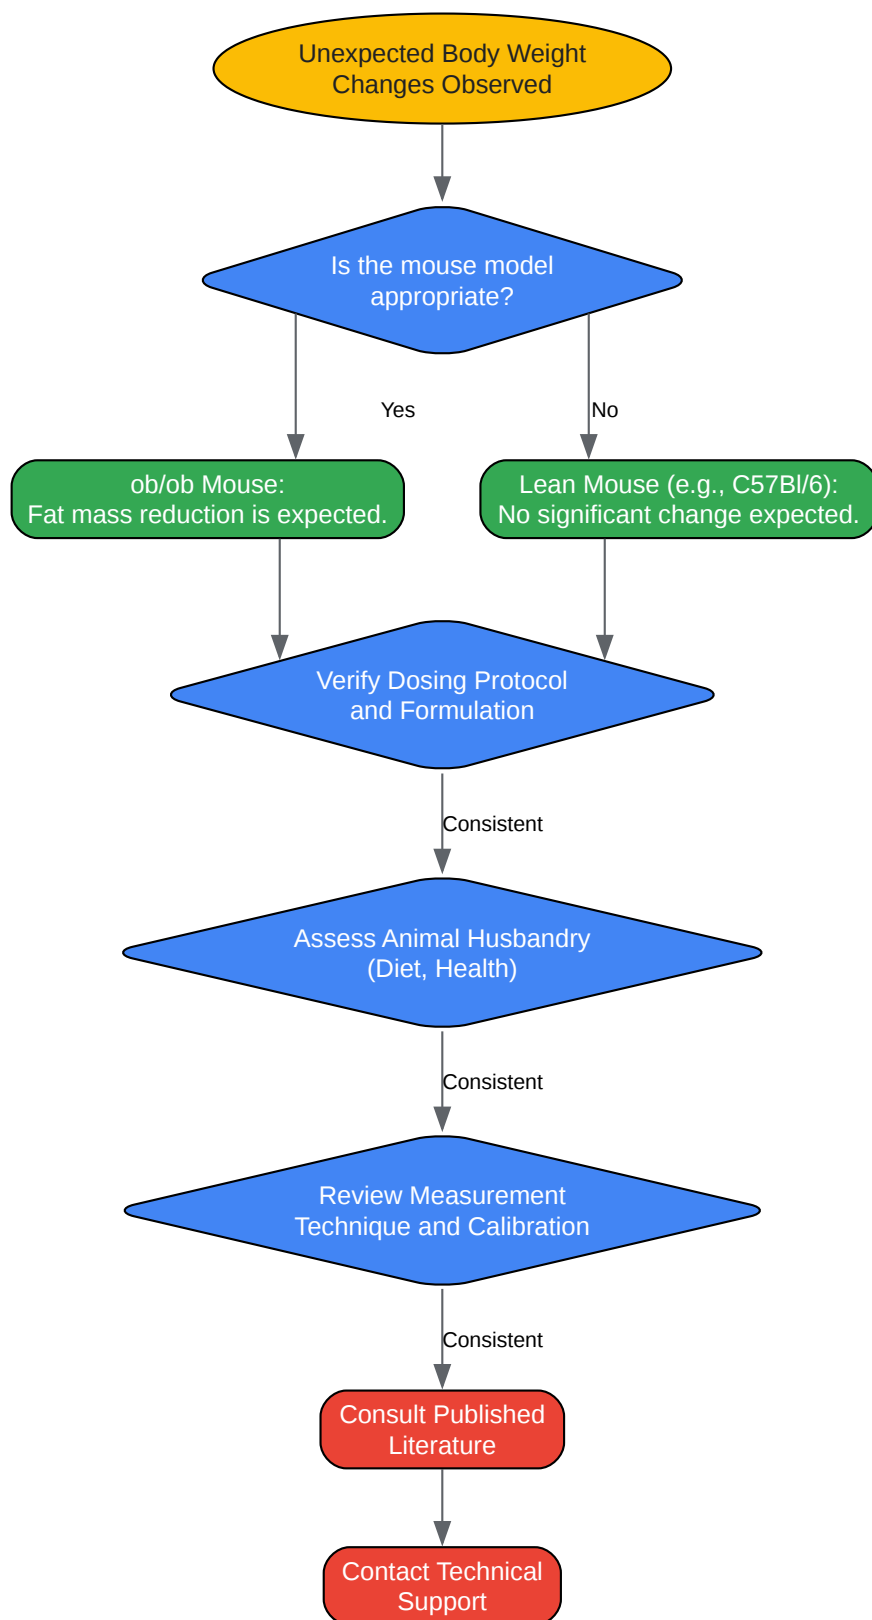 Unexpected Body Weight
Changes Observed
Is the mouse model
appropriate?
Yes
No
ob/ob Mouse:
Fat mass reduction is expected.
Lean Mouse (e.g., C57Bl/6):
No significant change expected.
Verify Dosing Protocol
and Formulation
Consistent
Assess Animal Husbandry
(Diet, Health)
Consistent
Review Measurement
Technique and Calibration
Consistent
Consult Published
Literature
Contact Technical
Support